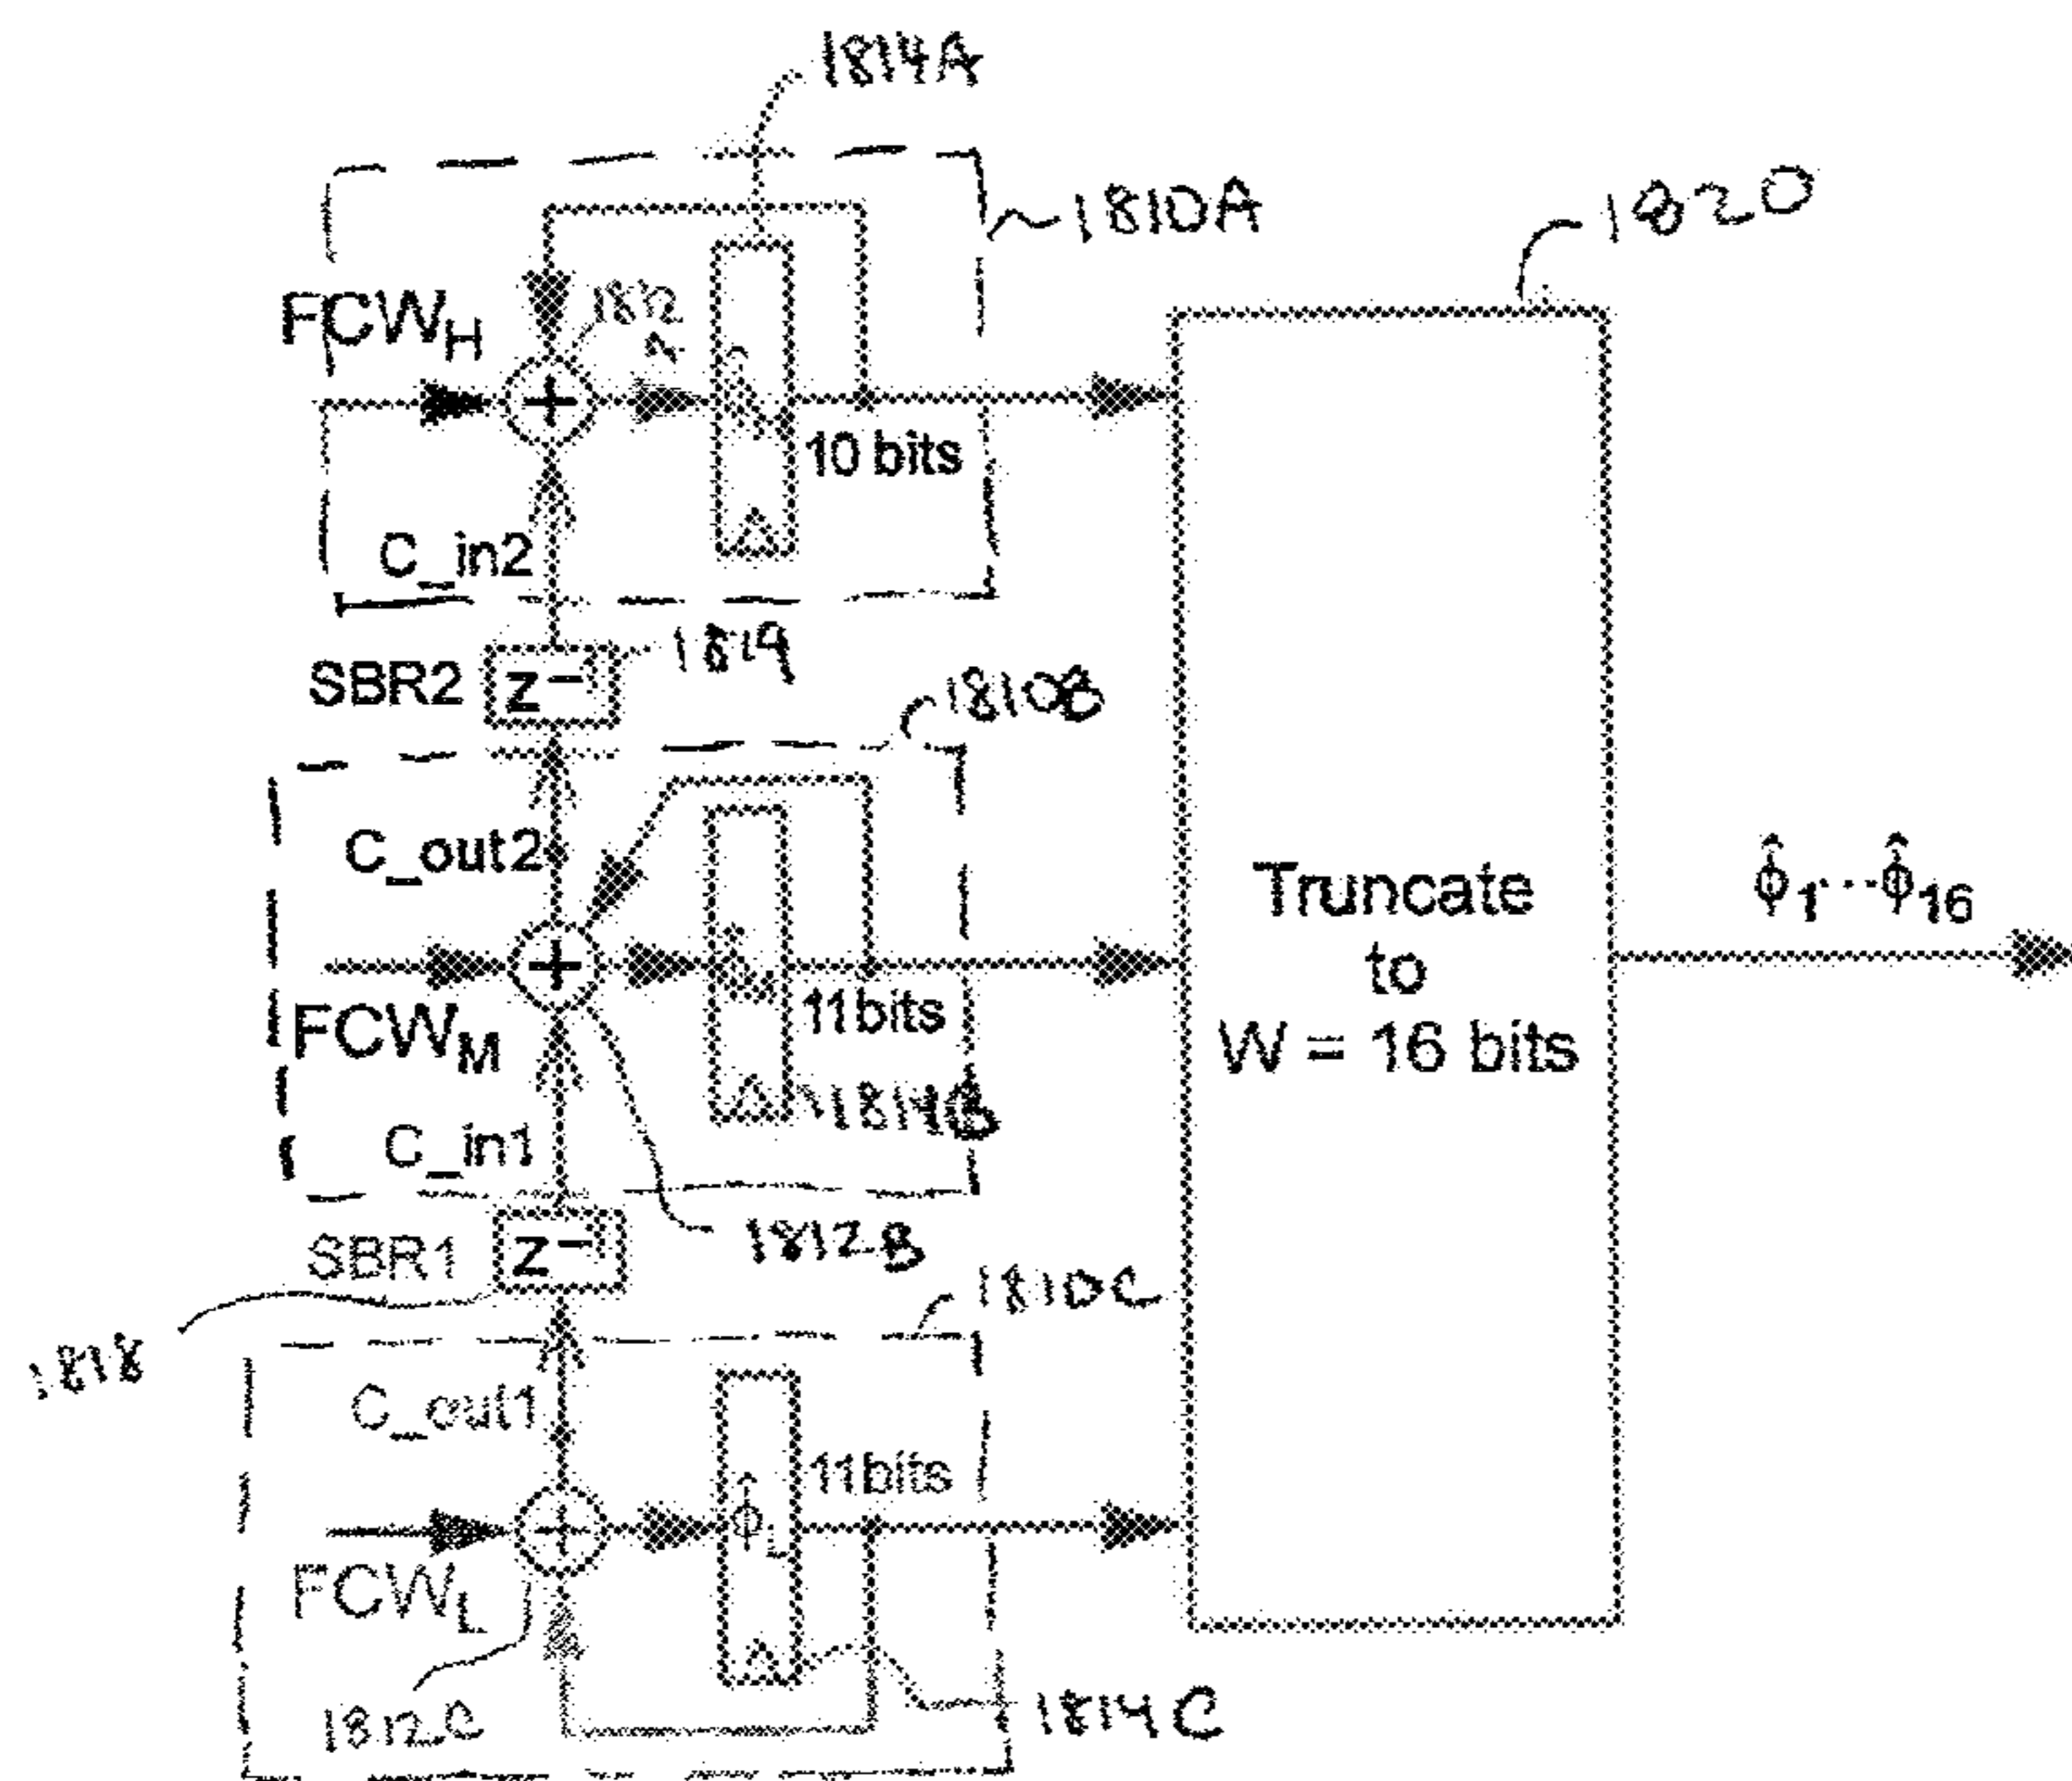 1814A
1810A
1820
FCW_H
1812
10 bits
C_in2
1819
SBR2
z⁻
1810B
C_out2
Truncate
to
W = 16 bits
ϕ̂₁...ϕ̂₁₆
11bits
FCW_M
1814B
C_in1
1812B
SBR1
z⁻
1810C
1818
C_out1
11bits
ϕ̂_L
FCW_L
1812C
1814C